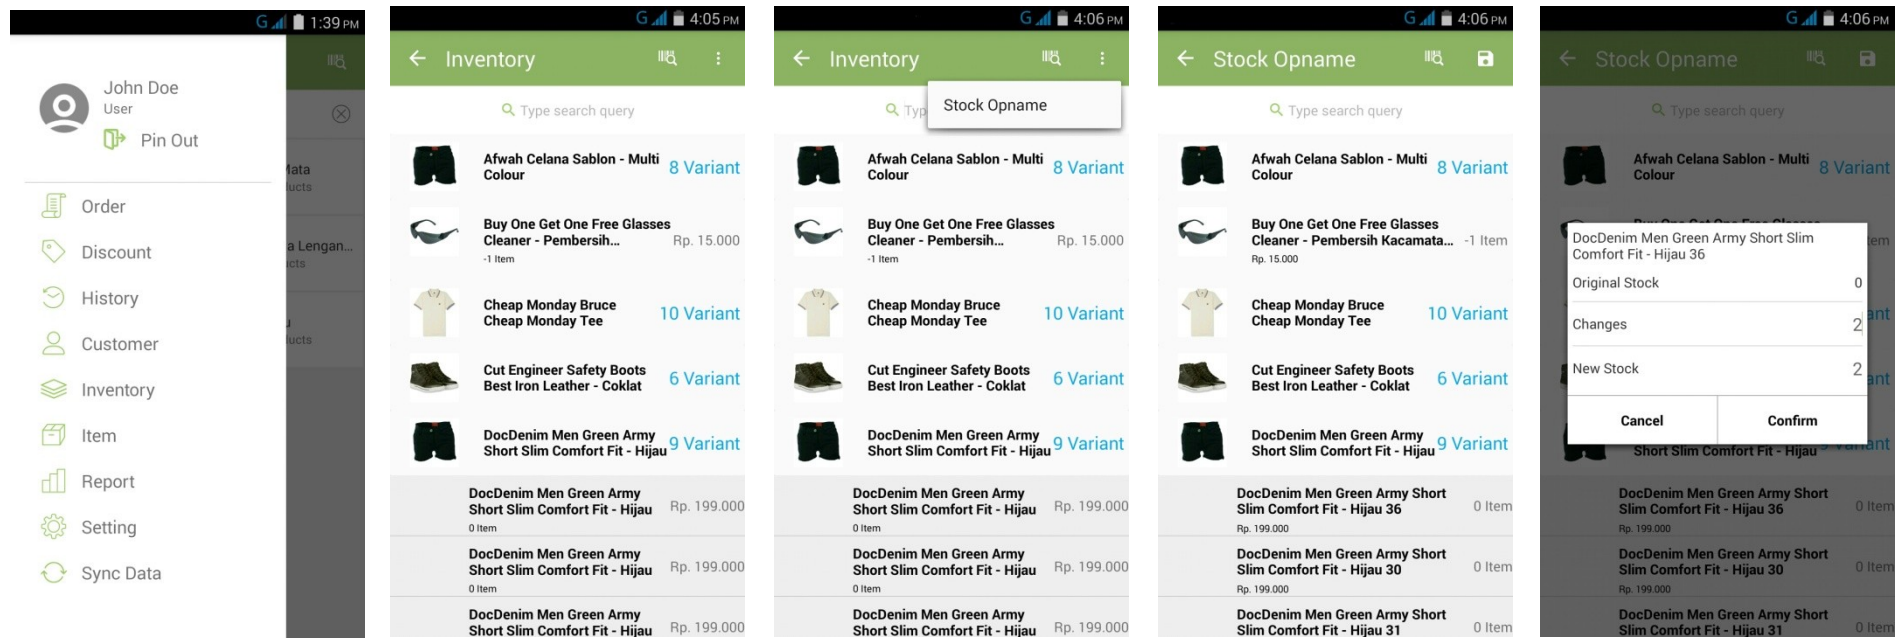 1:39 PM
John Doe
User
Pin Out
Order
Discount
History
Customer
Inventory
Item
Report
Setting
Sync Data
Mata
ucts
a Lengan...
cts
ucts
G 4:05 PM
Inventory
Type search query
Afwah Celana Sablon - Multi
Colour
8 Variant
Buy One Get One Free Glasses
Cleaner - Pembersih...
Rp. 15.000
-1 Item
Cheap Monday Bruce
Cheap Monday Tee
10 Variant
Cut Engineer Safety Boots
Best Iron Leather - Coklat
6 Variant
DocDenim Men Green Army
Short Slim Comfort Fit - Hijau
9 Variant
DocDenim Men Green Army
Short Slim Comfort Fit - Hijau
Rp. 199.000
0 Item
DocDenim Men Green Army
Short Slim Comfort Fit - Hijau
Rp. 199.000
0 Item
DocDenim Men Green Army
Short Slim Comfort Fit - Hijau
Rp. 199.000
G 4:06 PM
Inventory
Stock Opname
Typ
Afwah Celana Sablon - Multi
Colour
8 Variant
Buy One Get One Free Glasses
Cleaner - Pembersih...
Rp. 15.000
-1 Item
Cheap Monday Bruce
Cheap Monday Tee
10 Variant
Cut Engineer Safety Boots
Best Iron Leather - Coklat
6 Variant
DocDenim Men Green Army
Short Slim Comfort Fit - Hijau
9 Variant
DocDenim Men Green Army
Short Slim Comfort Fit - Hijau
Rp. 199.000
0 Item
DocDenim Men Green Army
Short Slim Comfort Fit - Hijau
Rp. 199.000
0 Item
DocDenim Men Green Army
Short Slim Comfort Fit - Hijau
Rp. 199.000
G 4:06 PM
Stock Opname
Type search query
Afwah Celana Sablon - Multi
Colour
8 Variant
Buy One Get One Free Glasses
Cleaner - Pembersih Kacamata...
-1 Item
Rp. 15.000
Cheap Monday Bruce
Cheap Monday Tee
10 Variant
Cut Engineer Safety Boots
Best Iron Leather - Coklat
6 Variant
DocDenim Men Green Army
Short Slim Comfort Fit - Hijau
9 Variant
DocDenim Men Green Army Short
Slim Comfort Fit - Hijau 36
0 Item
Rp. 199.000
DocDenim Men Green Army Short
Slim Comfort Fit - Hijau 30
0 Item
Rp. 199.000
DocDenim Men Green Army Short
Slim Comfort Fit - Hijau 31
0 Item
G 4:06 PM
Stock Opname
Type search query
Afwah Celana Sablon - Multi
Colour
8 Variant
DocDenim Men Green Army Short Slim
Comfort Fit - Hijau 36
Original Stock 0
Changes 2
New Stock 2
Cancel Confirm
Short Slim Comfort Fit - Hijau
DocDenim Men Green Army Short
Slim Comfort Fit - Hijau 36
0 Item
Rp. 199.000
DocDenim Men Green Army Short
Slim Comfort Fit - Hijau 30
0 Item
Rp. 199.000
DocDenim Men Green Army Short
Slim Comfort Fit - Hijau 31
0 Item